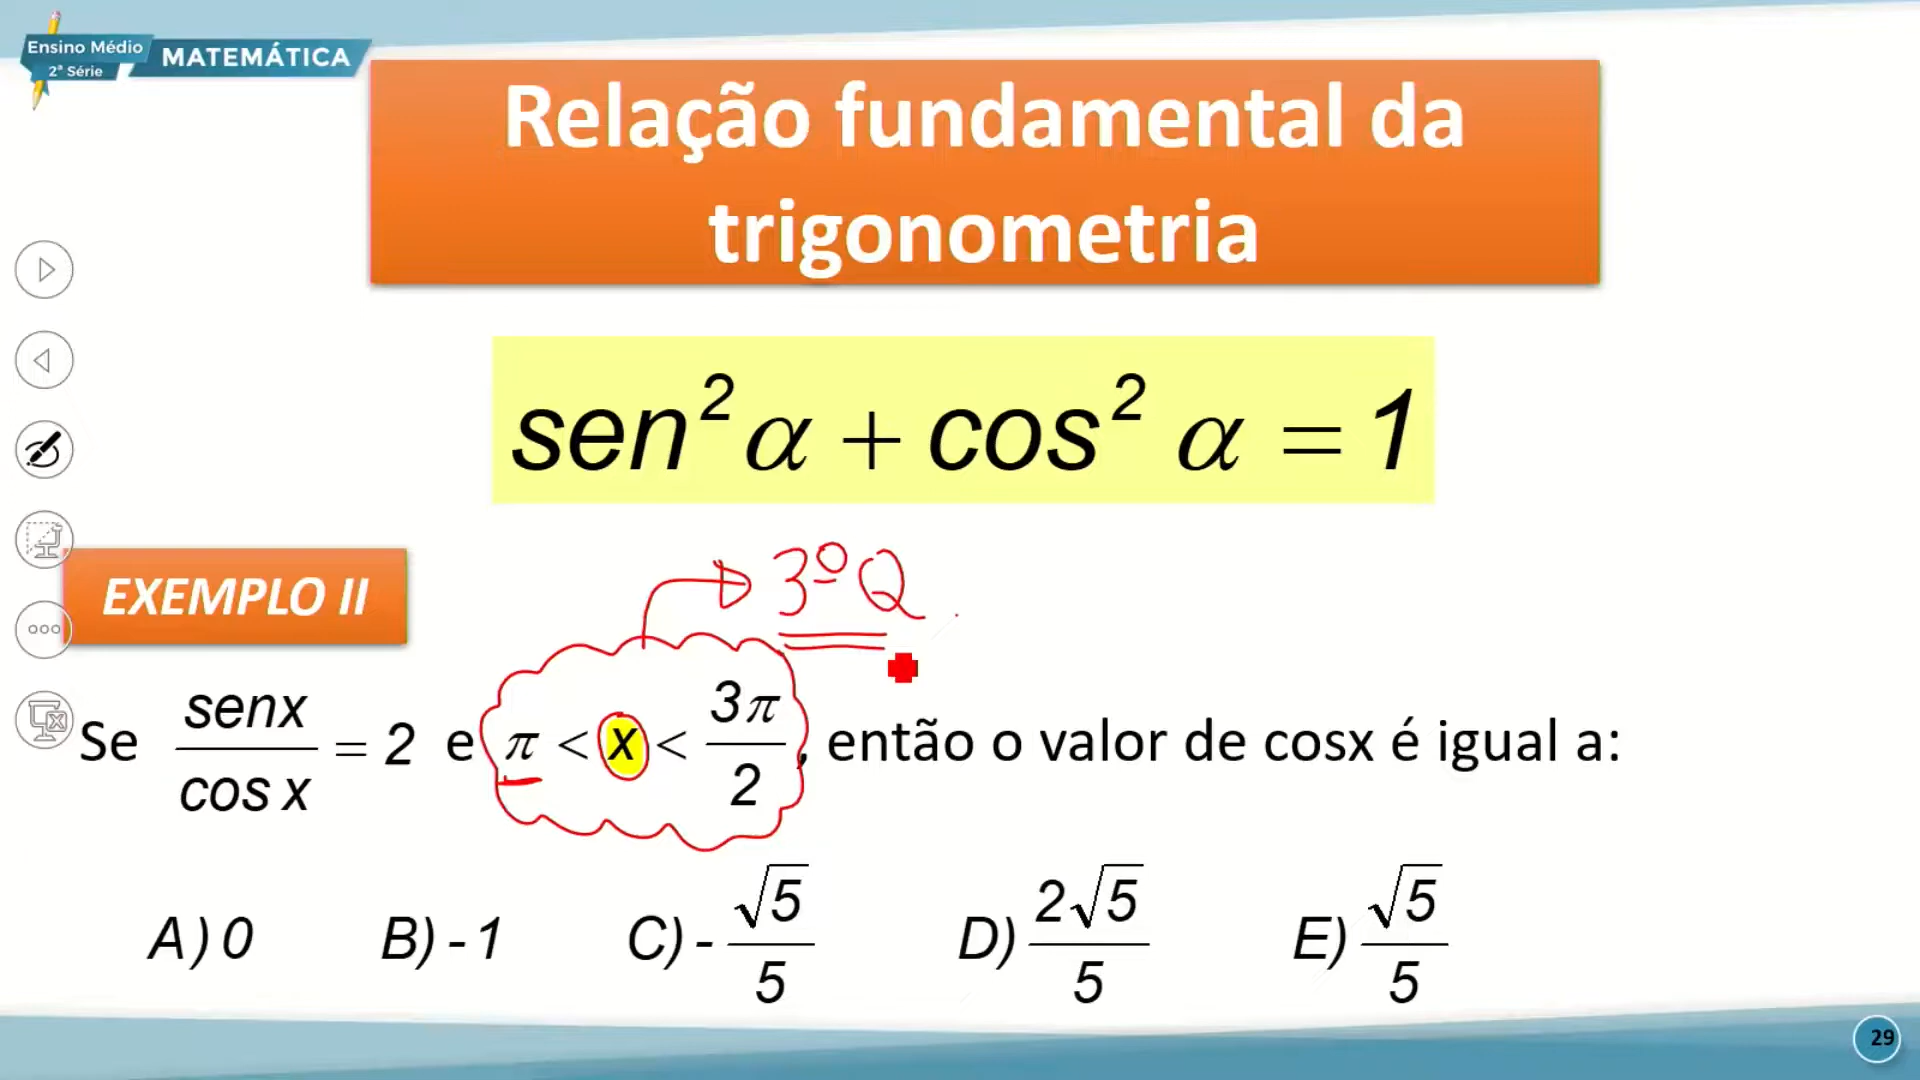 Ensino Médio
2ª Série
MATEMÁTICA
Relação fundamental da
trigonometria
sen²α + cos² α = 1
3º Q
EXEMPLO II
Se senx/cos x = 2 e π < x < 3π/2, então o valor de cosx é igual a:
A) 0 B) - 1 C) - √5/5 D) 2√5/5 E) √5/5
29